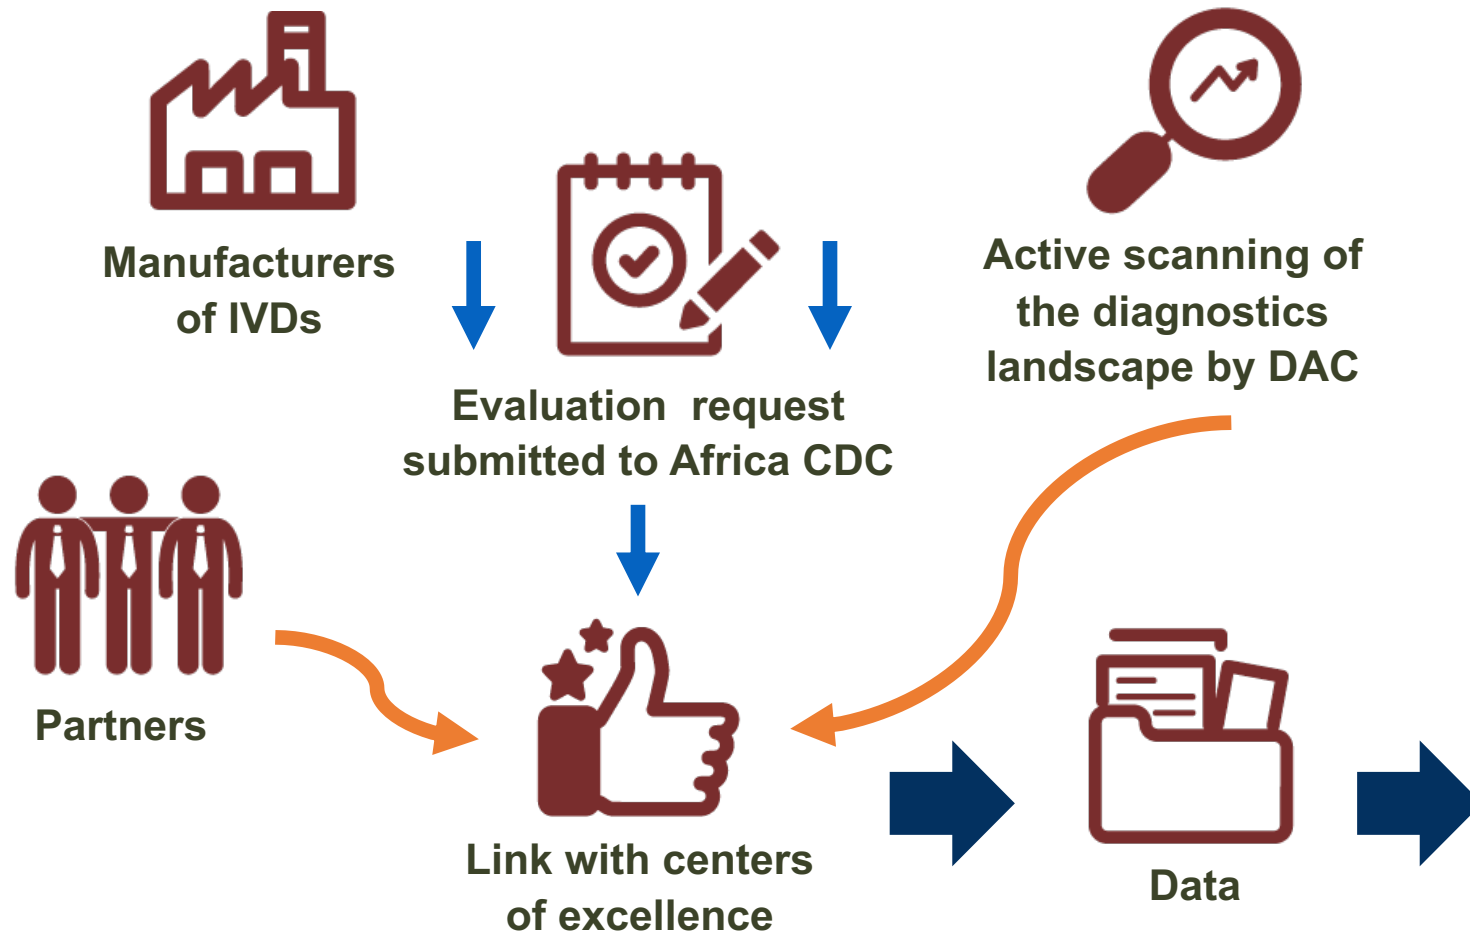 Manufacturers
of IVDs
Evaluation  request
submitted to Africa CDC
Active scanning of
the diagnostics
landscape by DAC
Partners
Link with centers
of excellence
Data